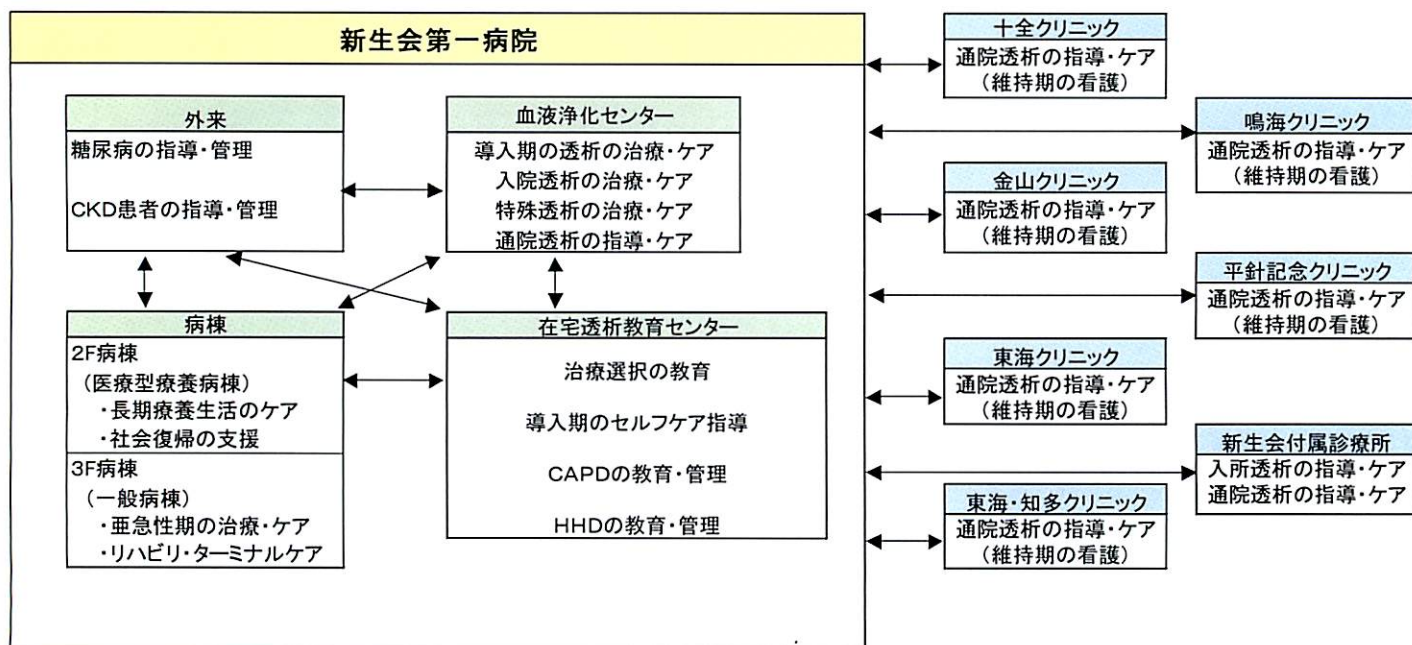 新生会第一病院
外来
糖尿病の指導・管理
CKD患者の指導・管理
血液浄化センター
導入期の透析の治療・ケア
入院透析の治療・ケア
特殊透析の治療・ケア
通院透析の指導・ケア
病棟
2F病棟
(医療型療養病棟)
・長期療養生活のケア
・社会復帰の支援
3F病棟
(一般病棟)
・亜急性期の治療・ケア
・リハビリ・ターミナルケア
在宅透析教育センター
治療選択の教育
導入期のセルフケア指導
CAPDの教育・管理
HHDの教育・管理
十全クリニック
通院透析の指導・ケア
(維持期の看護)
鳴海クリニック
通院透析の指導・ケア
(維持期の看護)
金山クリニック
通院透析の指導・ケア
(維持期の看護)
平針記念クリニック
通院透析の指導・ケア
(維持期の看護)
東海クリニック
通院透析の指導・ケア
(維持期の看護)
新生会付属診療所
入所透析の指導・ケア
通院透析の指導・ケア
東海・知多クリニック
通院透析の指導・ケア
(維持期の看護)